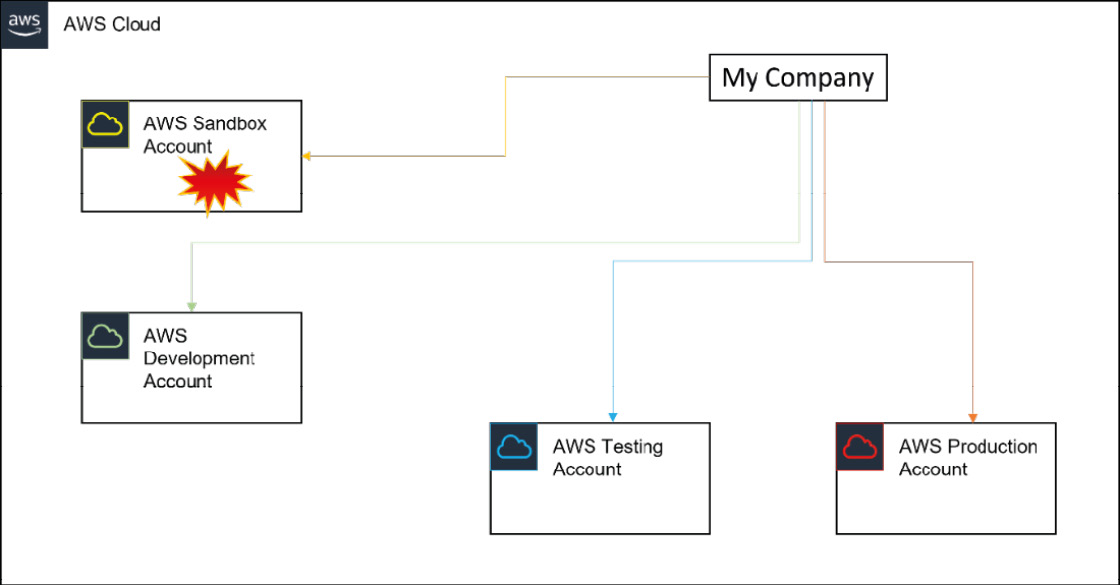 aws
AWS Cloud
My Company
AWS Sandbox
Account
AWS
Development
Account
AWS Testing
Account
AWS Production
Account